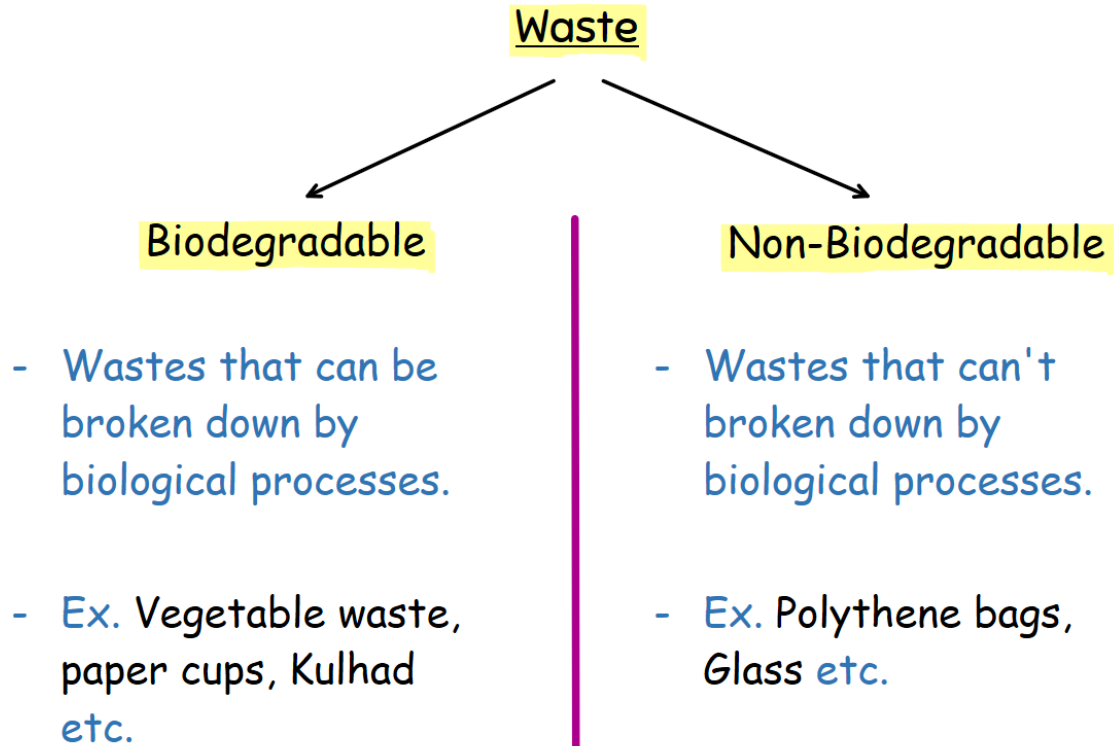 Waste
Biodegradable
- Wastes that can be
broken down by
biological processes.
- Ex. Vegetable waste,
paper cups, Kulhad
etc.
Non-Biodegradable
- Wastes that can't
broken down by
biological processes.
- Ex. Polythene bags,
Glass etc.